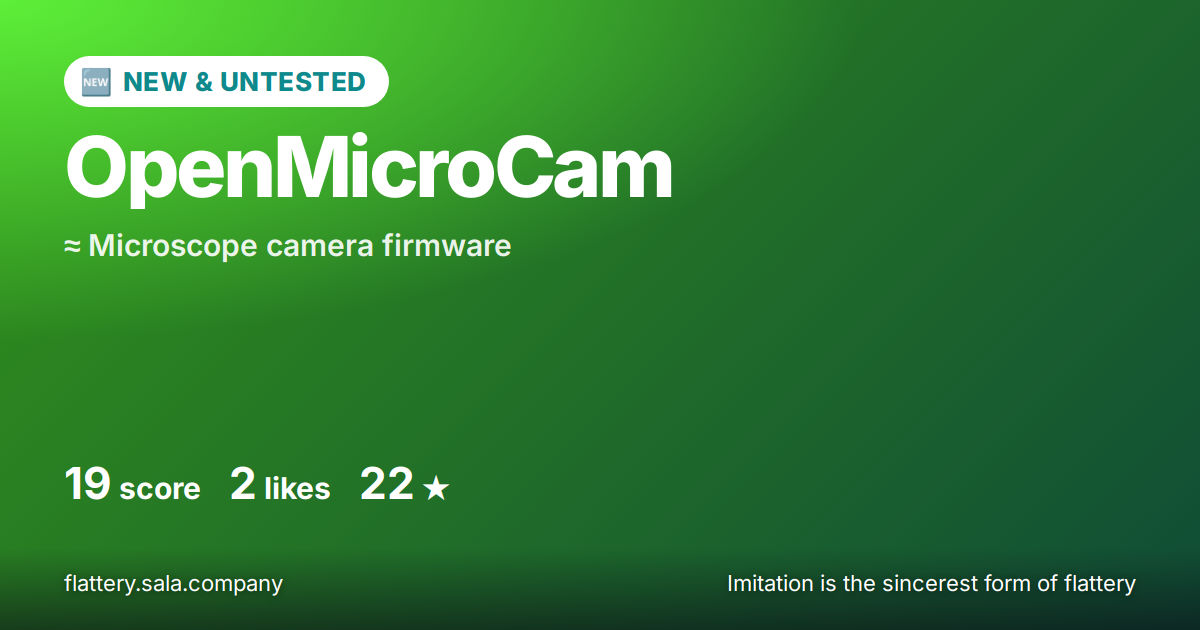 🆕 NEW & UNTESTED
OpenMicroCam
≈ Microscope camera firmware
19 score 2 likes 22 ★
flattery.sala.company
Imitation is the sincerest form of flattery